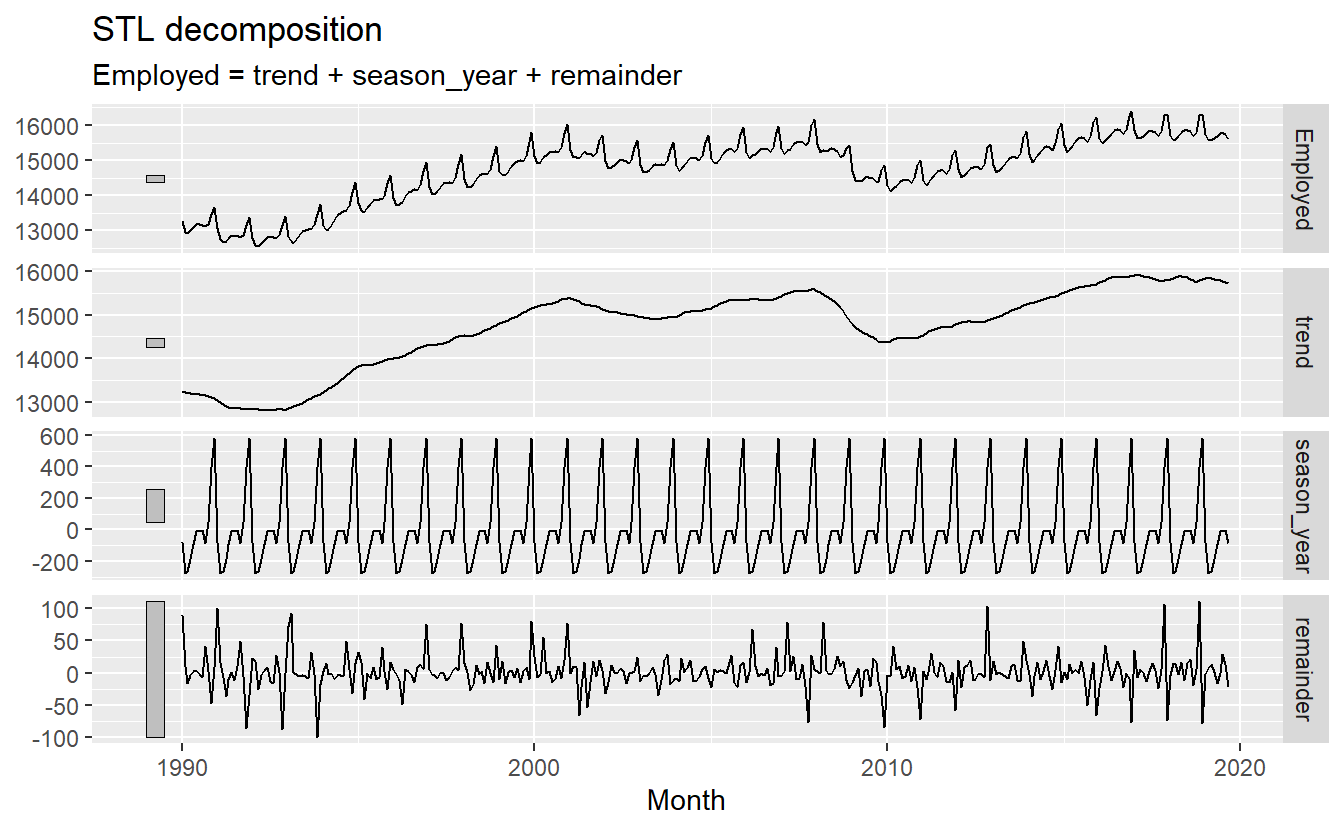 STL decomposition
Employed = trend + season_year + remainder
16000
15000
14000
13000
Employed
16000
15000
14000
13000
trend
600
400
200
0
-200
season_year
100
50
0
-50
-100
remainder
1990 2000 2010 2020
Month